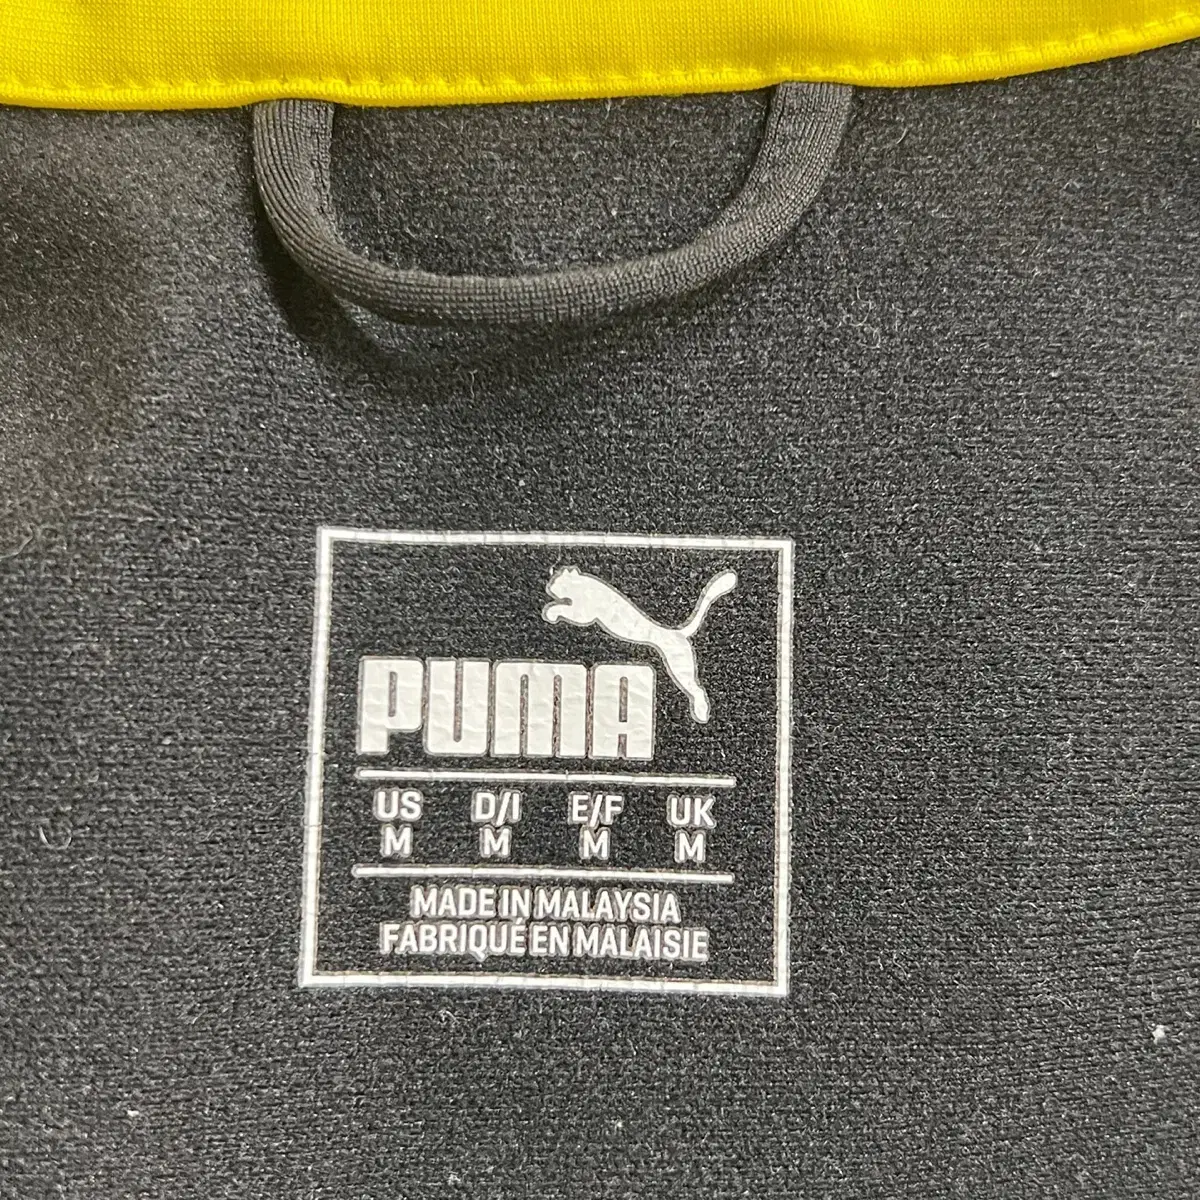 PUMA
US D/I E/F UK
M M M M
MADE IN MALAYSIA
FABRIQUÉ EN MALAISIE